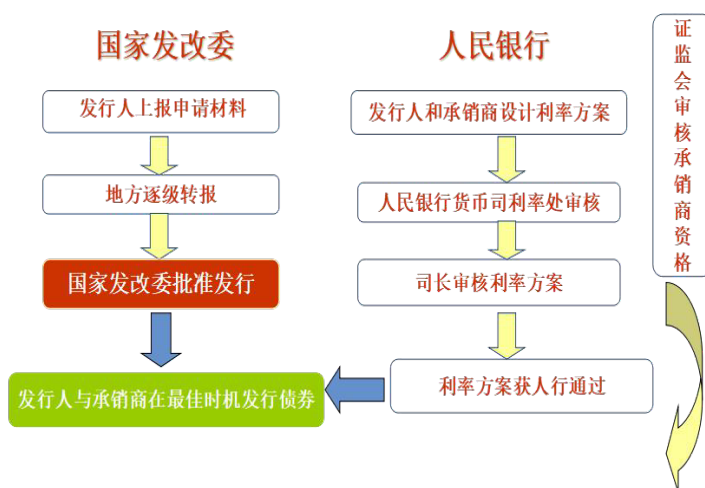 国家发改委
发行人上报申请材料
地方逐级转报
国家发改委批准发行
发行人与承销商在最佳时机发行债券
人民银行
发行人和承销商设计利率方案
人民银行货币司利率处审核
司长审核利率方案
利率方案获人行通过
证监会审核承销商资格